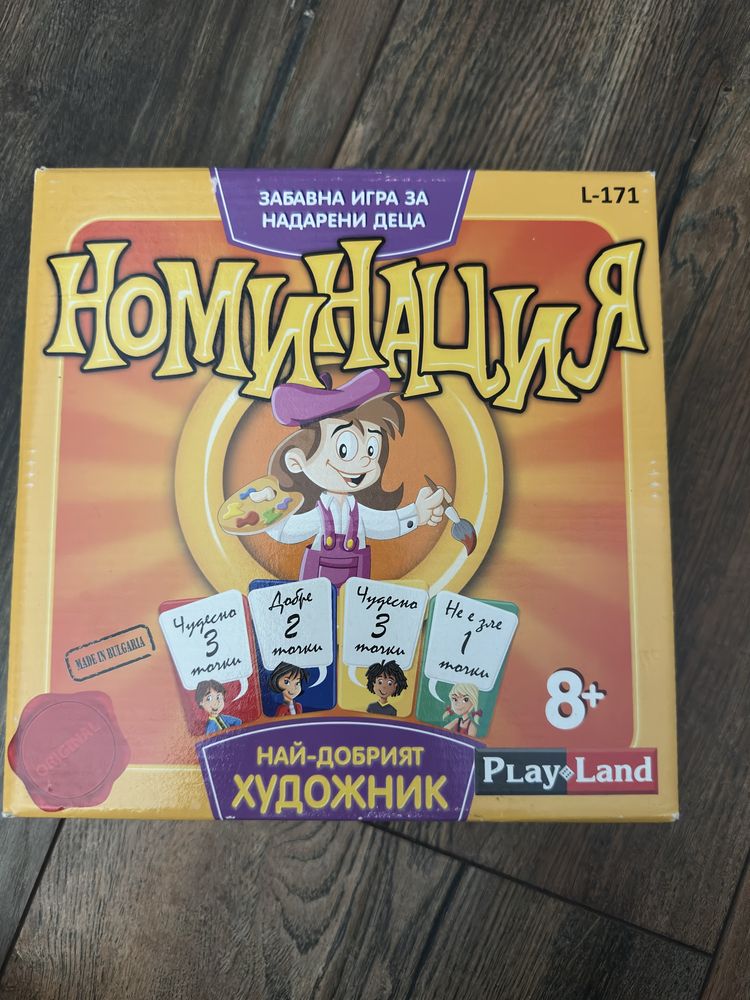 ЗАБАВНА ИГРА ЗА
НАДАРЕНИ ДЕЦА
L-171
НОМИНАЦИЯ
Чудесно
3
точки
Добре
2
точки
Чудесно
3
точки
Не е зле
1
точки
MADE IN BULGARIA
8+
ORIGINAL
НАЙ-ДОБРИЯТ
ХУДОЖНИК
PLAY LAND